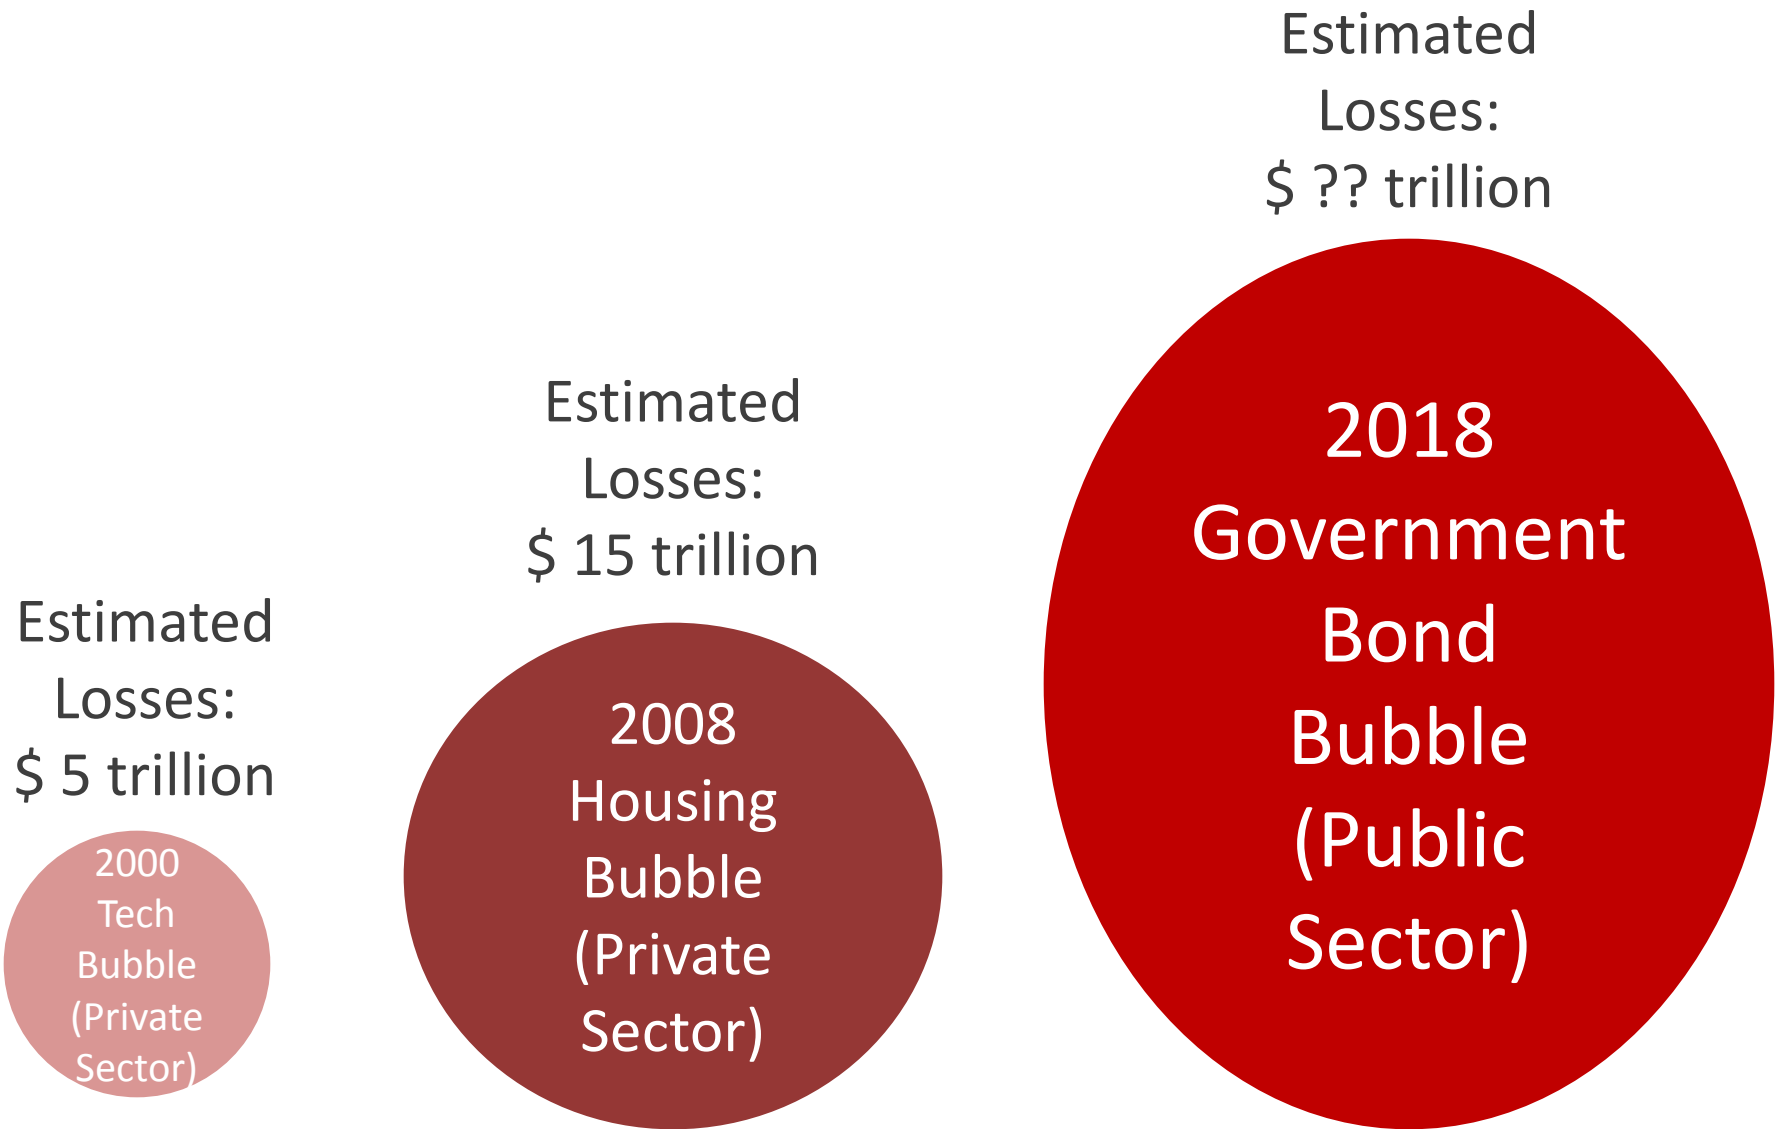 Estimated
Losses:
$ 5 trillion
2000
Tech
Bubble
(Private
Sector)
Estimated
Losses:
$ 15 trillion
2008
Housing
Bubble
(Private
Sector)
Estimated
Losses:
$ ?? trillion
2018
Government
Bond
Bubble
(Public
Sector)